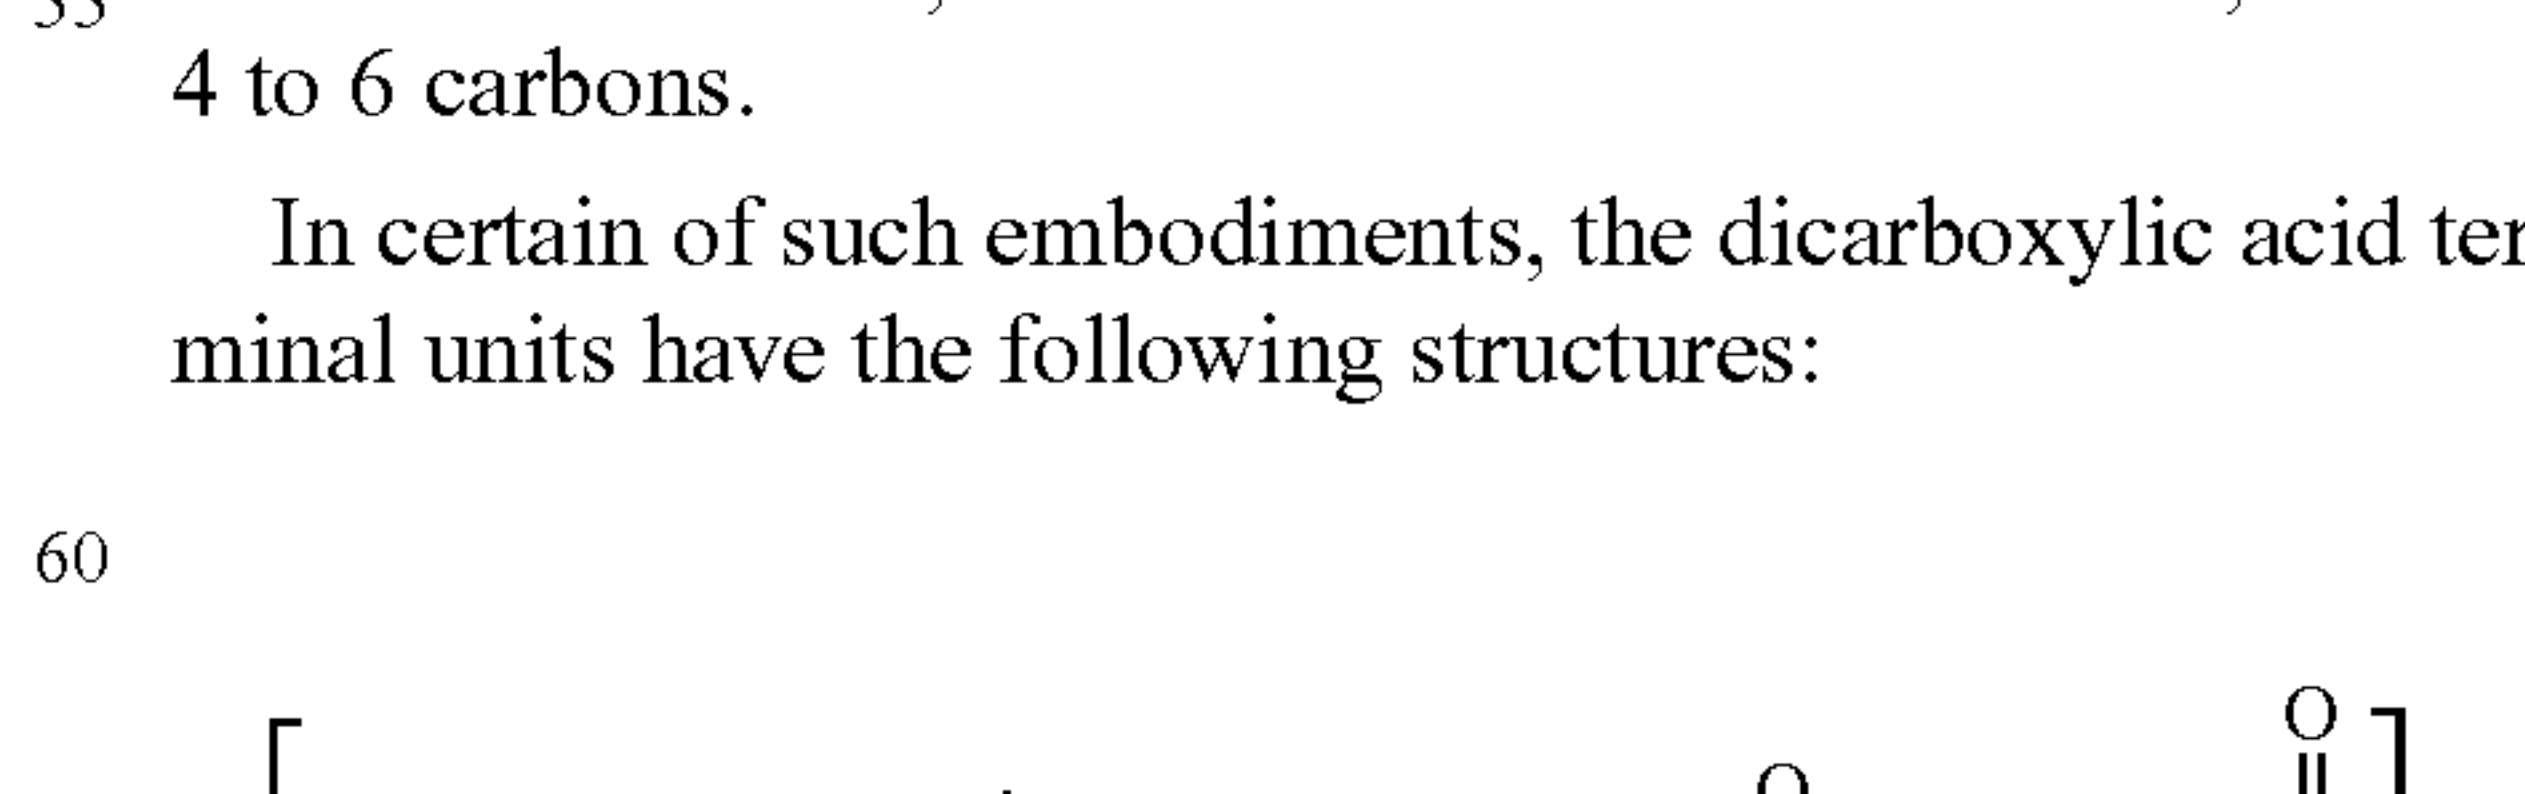 55
4 to 6 carbons.
In certain of such embodiments, the dicarboxylic acid ter
minal units have the following structures:
60
O
O